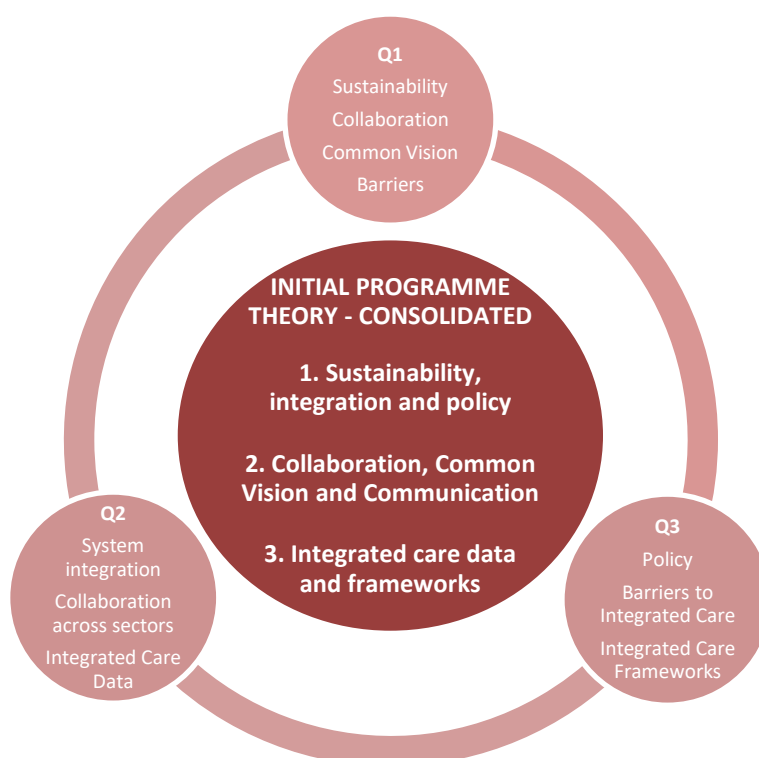 Q1
Sustainability
Collaboration
Common Vision
Barriers
INITIAL PROGRAMME
THEORY - CONSOLIDATED
1. Sustainability,
integration and policy
2. Collaboration, Common
Vision and Communication
3. Integrated care data
and frameworks
Q2
System
integration
Collaboration
across sectors
Integrated Care
Data
Q3
Policy
Barriers to
Integrated Care
Integrated Care
Frameworks